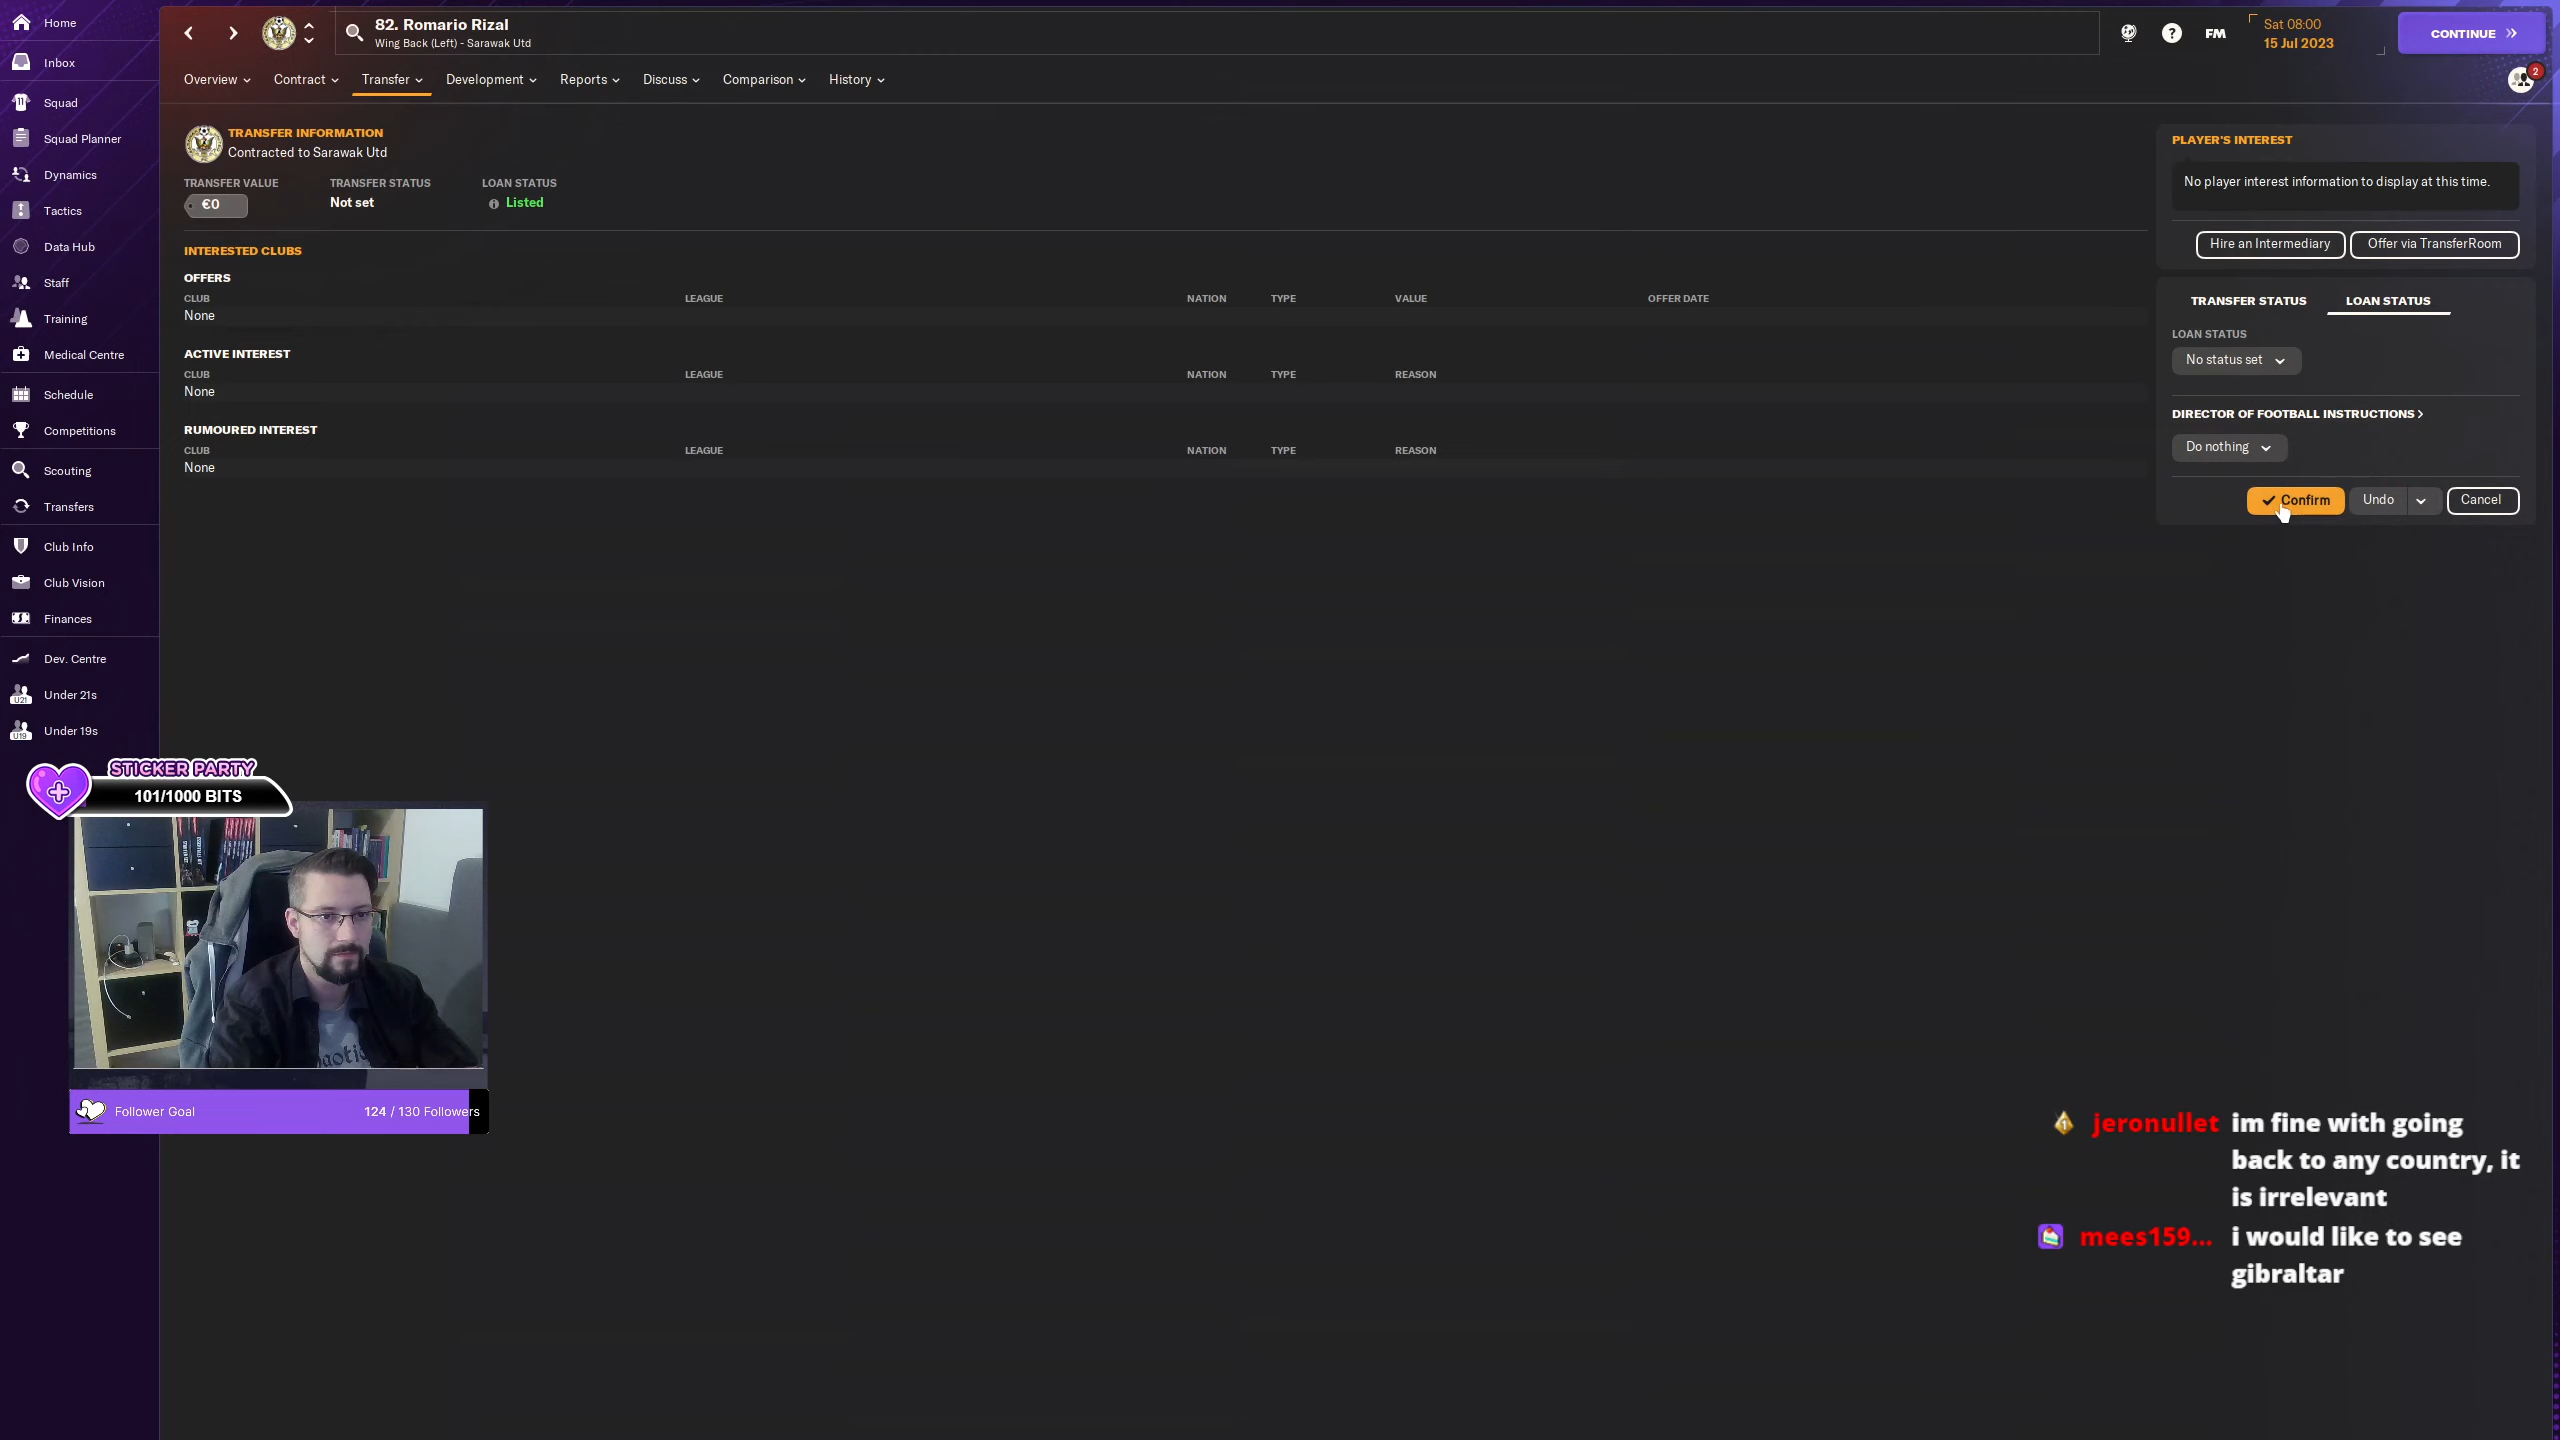 Home
Inbox
Squad
Squad Planner
Dynamics
Tactics
Data Hub
Staff
Training
Medical Centre
Schedule
Competitions
Scouting
Transfers
Club Info
Club Vision
Finances
Dev. Centre
U21 Under 21s
U19 Under 19s
82. Romario Rizal
Wing Back (Left) - Sarawak Utd
FM
Sat 08:00
15 Jul 2023
CONTINUE
2
Overview Contract Transfer Development Reports Discuss Comparison History
TRANSFER INFORMATION
Contracted to Sarawak Utd
TRANSFER VALUE TRANSFER STATUS LOAN STATUS
€0 Not set Listed
INTERESTED CLUBS
OFFERS
CLUB LEAGUE NATION TYPE VALUE OFFER DATE
None
ACTIVE INTEREST
CLUB LEAGUE NATION TYPE REASON
None
RUMOURED INTEREST
CLUB LEAGUE NATION TYPE REASON
None
PLAYER'S INTEREST
No player interest information to display at this time.
Hire an Intermediary Offer via TransferRoom
TRANSFER STATUS LOAN STATUS
LOAN STATUS
No status set
DIRECTOR OF FOOTBALL INSTRUCTIONS >
Do nothing
Confirm Undo Cancel
STICKER PARTY
101/1000 BITS
Follower Goal 124 / 130 Followers
jeronullet im fine with going
back to any country, it
is irrelevant
mees159... i would like to see
gibraltar